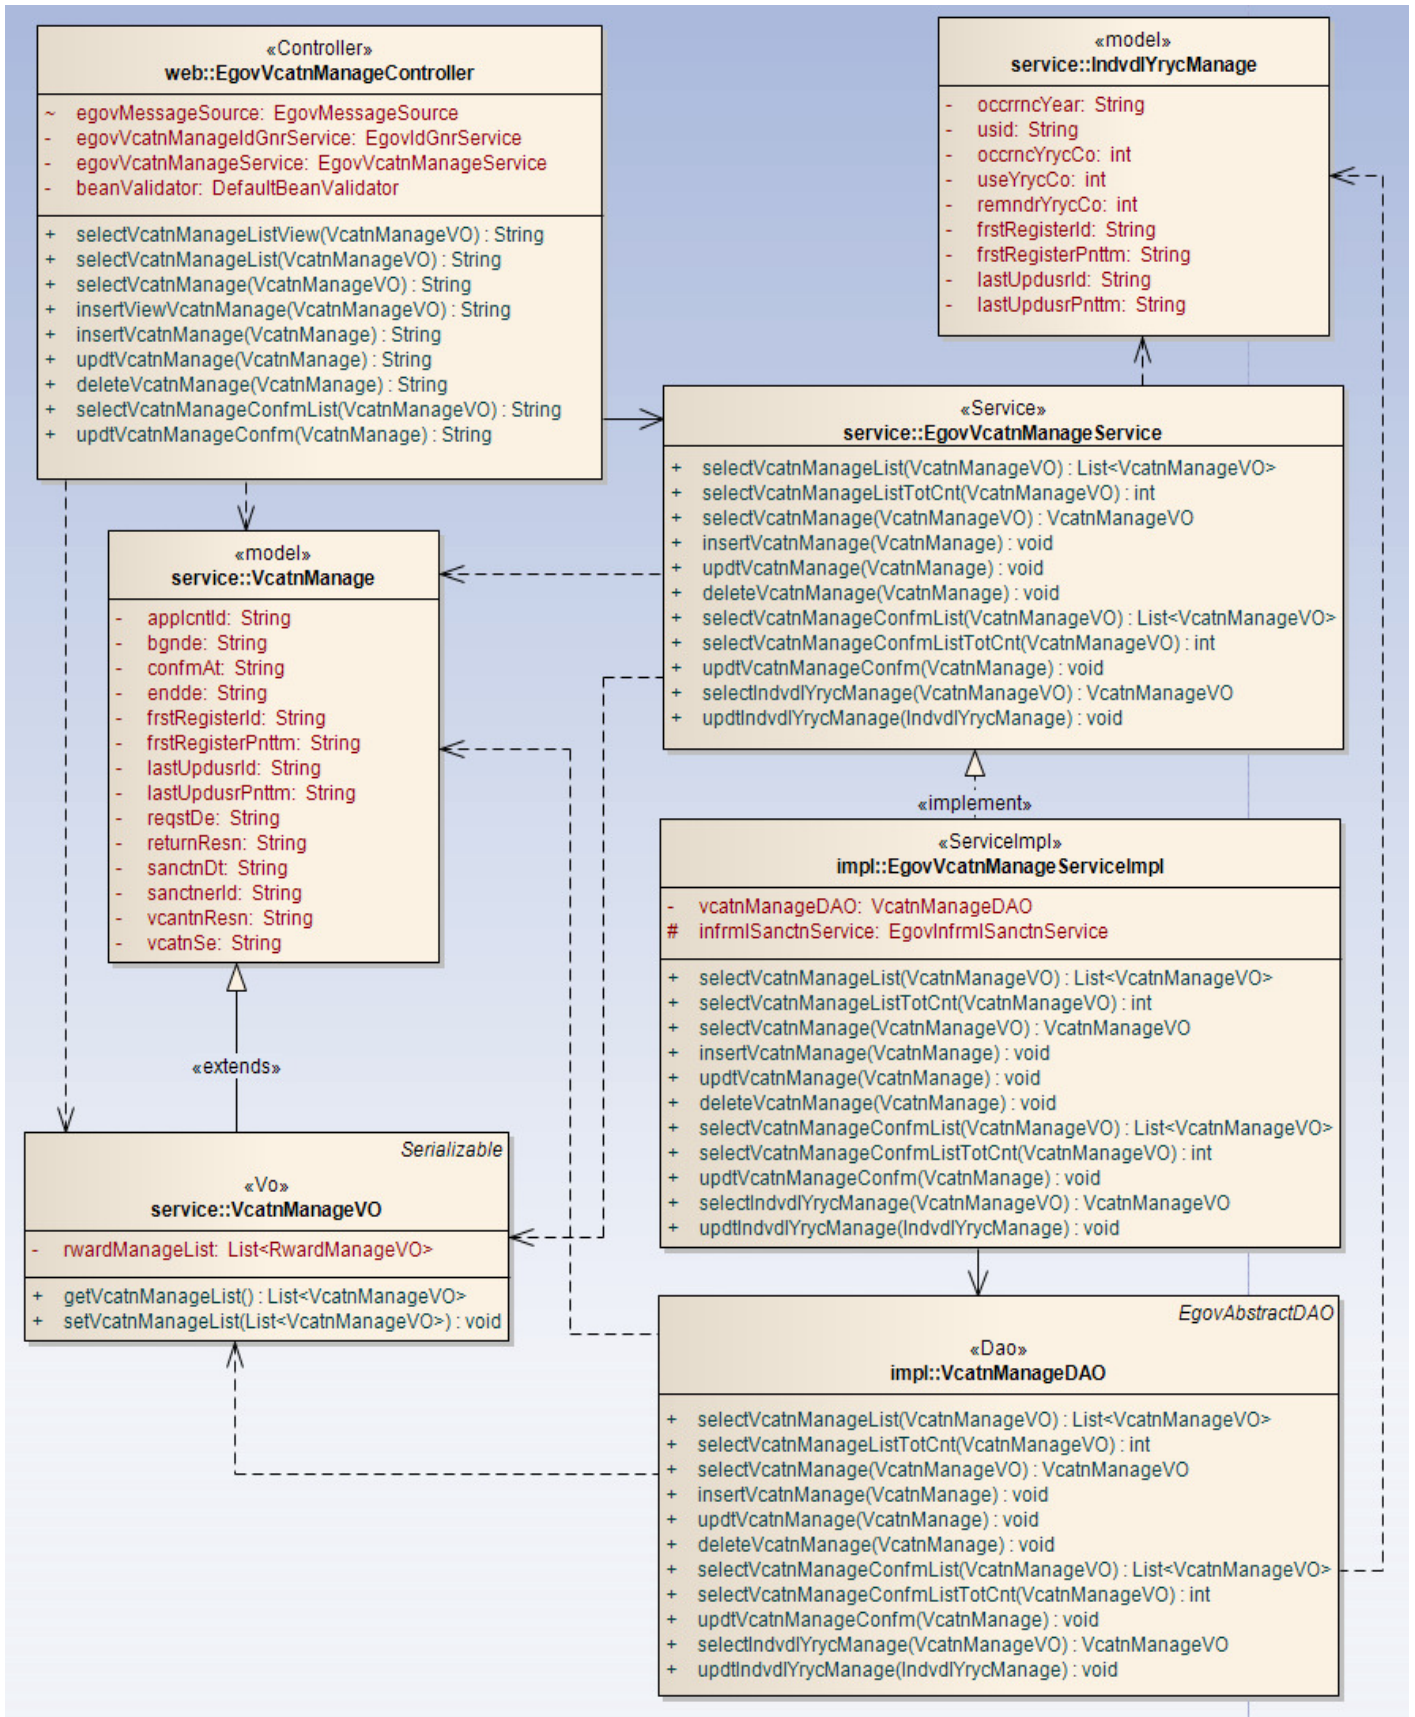 «Controller»
web::EgovVcatnManageController
~ egovMessageSource: EgovMessageSource
- egovVcatnManageIdGnrService: EgovIdGnrService
- egovVcatnManageService: EgovVcatnManageService
- beanValidator: DefaultBeanValidator
+ selectVcatnManageListView(VcatnManageVO) : String
+ selectVcatnManageList(VcatnManageVO) : String
+ selectVcatnManage(VcatnManageVO) : String
+ insertViewVcatnManage(VcatnManageVO) : String
+ insertVcatnManage(VcatnManage) : String
+ updtVcatnManage(VcatnManage) : String
+ deleteVcatnManage(VcatnManage) : String
+ selectVcatnManageConfmList(VcatnManageVO) : String
+ updtVcatnManageConfm(VcatnManage) : String
«model»
service::IndvdlYrycManage
- occrrncYear: String
- usid: String
- occrncYrycCo: int
- useYrycCo: int
- remndrYrycCo: int
- frstRegisterId: String
- frstRegisterPnttm: String
- lastUpdusrId: String
- lastUpdusrPnttm: String
«Service»
service::EgovVcatnManageService
+ selectVcatnManageList(VcatnManageVO) : List<VcatnManageVO>
+ selectVcatnManageListTotCnt(VcatnManageVO) : int
+ selectVcatnManage(VcatnManageVO) : VcatnManageVO
+ insertVcatnManage(VcatnManage) : void
+ updtVcatnManage(VcatnManage) : void
+ deleteVcatnManage(VcatnManage) : void
+ selectVcatnManageConfmList(VcatnManageVO) : List<VcatnManageVO>
+ selectVcatnManageConfmListTotCnt(VcatnManageVO) : int
+ updtVcatnManageConfm(VcatnManage) : void
+ selectIndvdlYrycManage(VcatnManageVO) : VcatnManageVO
+ updtIndvdlYrycManage(IndvdlYrycManage) : void
«model»
service::VcatnManage
- applcntId: String
- bgnde: String
- confmAt: String
- endde: String
- frstRegisterId: String
- frstRegisterPnttm: String
- lastUpdusrId: String
- lastUpdusrPnttm: String
- reqstDe: String
- returnResn: String
- sanctnDt: String
- sanctnerId: String
- vcantnResn: String
- vcatnSe: String
«implement»
«ServiceImpl»
impl::EgovVcatnManageServiceImpl
- vcatnManageDAO: VcatnManageDAO
# infrmlSanctnService: EgovInfrmlSanctnService
+ selectVcatnManageList(VcatnManageVO) : List<VcatnManageVO>
+ selectVcatnManageListTotCnt(VcatnManageVO) : int
+ selectVcatnManage(VcatnManageVO) : VcatnManageVO
+ insertVcatnManage(VcatnManage) : void
+ updtVcatnManage(VcatnManage) : void
+ deleteVcatnManage(VcatnManage) : void
+ selectVcatnManageConfmList(VcatnManageVO) : List<VcatnManageVO>
+ selectVcatnManageConfmListTotCnt(VcatnManageVO) : int
+ updtVcatnManageConfm(VcatnManage) : void
+ selectIndvdlYrycManage(VcatnManageVO) : VcatnManageVO
+ updtIndvdlYrycManage(IndvdlYrycManage) : void
«extends»
Serializable
«Vo»
service::VcatnManageVO
- rwardManageList: List<RwardManageVO>
+ getVcatnManageList() : List<VcatnManageVO>
+ setVcatnManageList(List<VcatnManageVO>) : void
EgovAbstractDAO
«Dao»
impl::VcatnManageDAO
+ selectVcatnManageList(VcatnManageVO) : List<VcatnManageVO>
+ selectVcatnManageListTotCnt(VcatnManageVO) : int
+ selectVcatnManage(VcatnManageVO) : VcatnManageVO
+ insertVcatnManage(VcatnManage) : void
+ updtVcatnManage(VcatnManage) : void
+ deleteVcatnManage(VcatnManage) : void
+ selectVcatnManageConfmList(VcatnManageVO) : List<VcatnManageVO>
+ selectVcatnManageConfmListTotCnt(VcatnManageVO) : int
+ updtVcatnManageConfm(VcatnManage) : void
+ selectIndvdlYrycManage(VcatnManageVO) : VcatnManageVO
+ updtIndvdlYrycManage(IndvdlYrycManage) : void